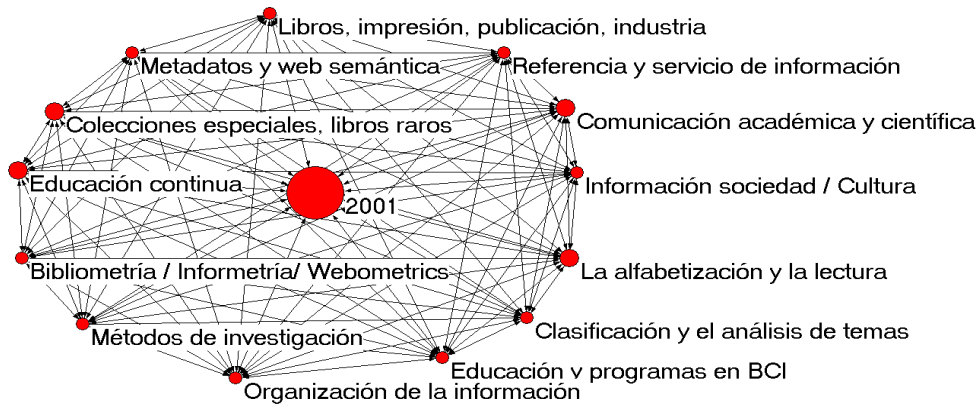 Libros, impresión, publicación, industria
Metadatos y web semántica
Referencia y servicio de información
Colecciones especiales, libros raros
Comunicación académica y científica
Educación continua
Información sociedad / Cultura
2001
Bibliometría / Informetría/ Webometrics
La alfabetización y la lectura
Métodos de investigación
Clasificación y el análisis de temas
Educación y programas en BCI
Organización de la información